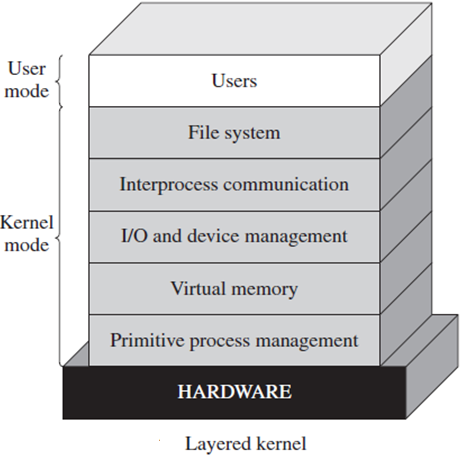 User
mode
Users
File system
Interprocess communication
Kernel
mode
I/O and device management
Virtual memory
Primitive process management
HARDWARE
Layered kernel